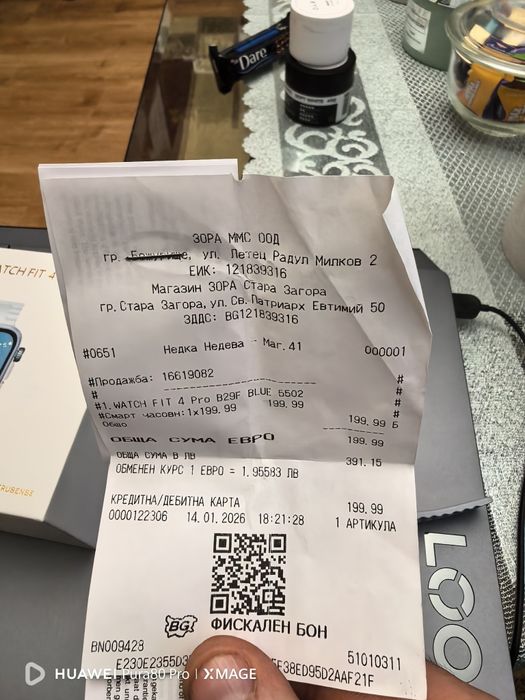 Dare
ЗОРА ММС ООД
гр. Божурище, ул. Летец Радул Милков 2
ЕИК: 121839316
Магазин ЗОРА Стара Загора
гр.Стара Загора, ул. Св. Патриарх Евтимий 50
ЗДДС: BG121839316
#0651 Недка Недева - Маг.41 000001
#Продажба: 16619082 #
# #
#1.WATCH FIT 4 Pro B29F BLUE 5502 #
#Смарт часовн:1x199.99 199.99 #
199.99 Б
Общо
ОБЩА СУМА ЕВРО 199.99
ОБЩА СУМА В ЛВ 391.15
ОБМЕНЕН КУРС 1 ЕВРО = 1.95583 ЛВ
КРЕДИТНА/ДЕБИТНА КАРТА 199.99
0000122306 14.01.2026 18:21:28 1 АРТИКУЛА
BG ФИСКАЛЕН БОН
BN009428 51010311
ATCH FIT 4
TRUSENSE
LOO
HUAWEI Pura80 Pro | XMAGE